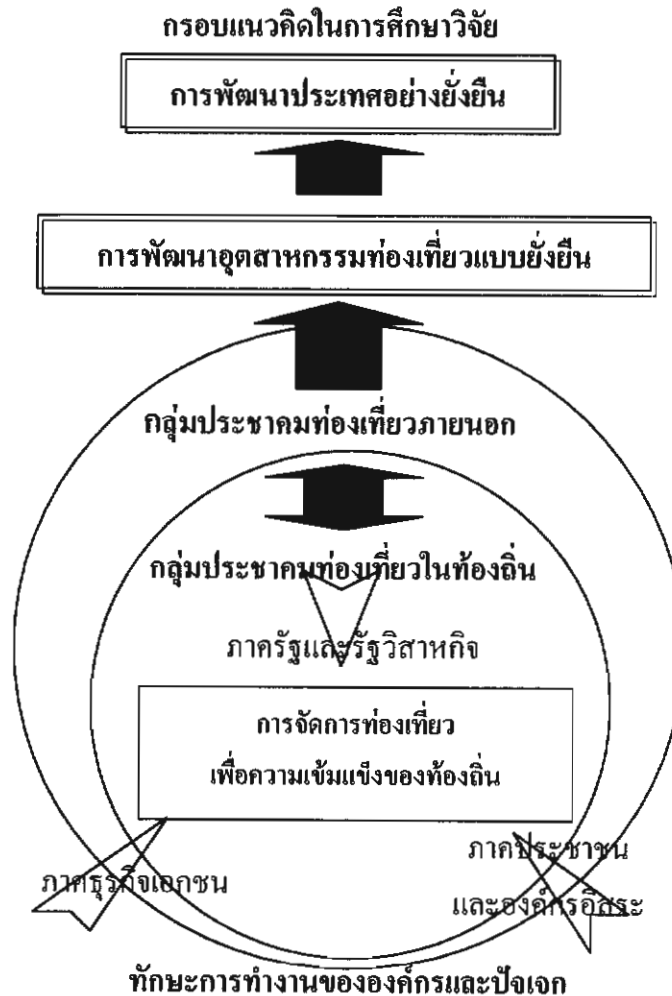 กรอบแนวคิดในการศึกษาวิจัย
การพัฒนาประเทศอย่างยั่งยืน
การพัฒนาอุตสาหกรรมท่องเที่ยวแบบยั่งยืน
กลุ่มประชาคมท่องเที่ยวภายนอก
กลุ่มประชาคมท่องเที่ยวในท้องถิ่น
ภาครัฐและรัฐวิสาหกิจ
การจัดการท่องเที่ยว
เพื่อความเข้มแข็งของท้องถิ่น
ภาคธุรกิจเอกชน
ภาคประชาชน
และองค์กรอิสระ
ทักษะการทำงานขององค์กรและปัจเจก